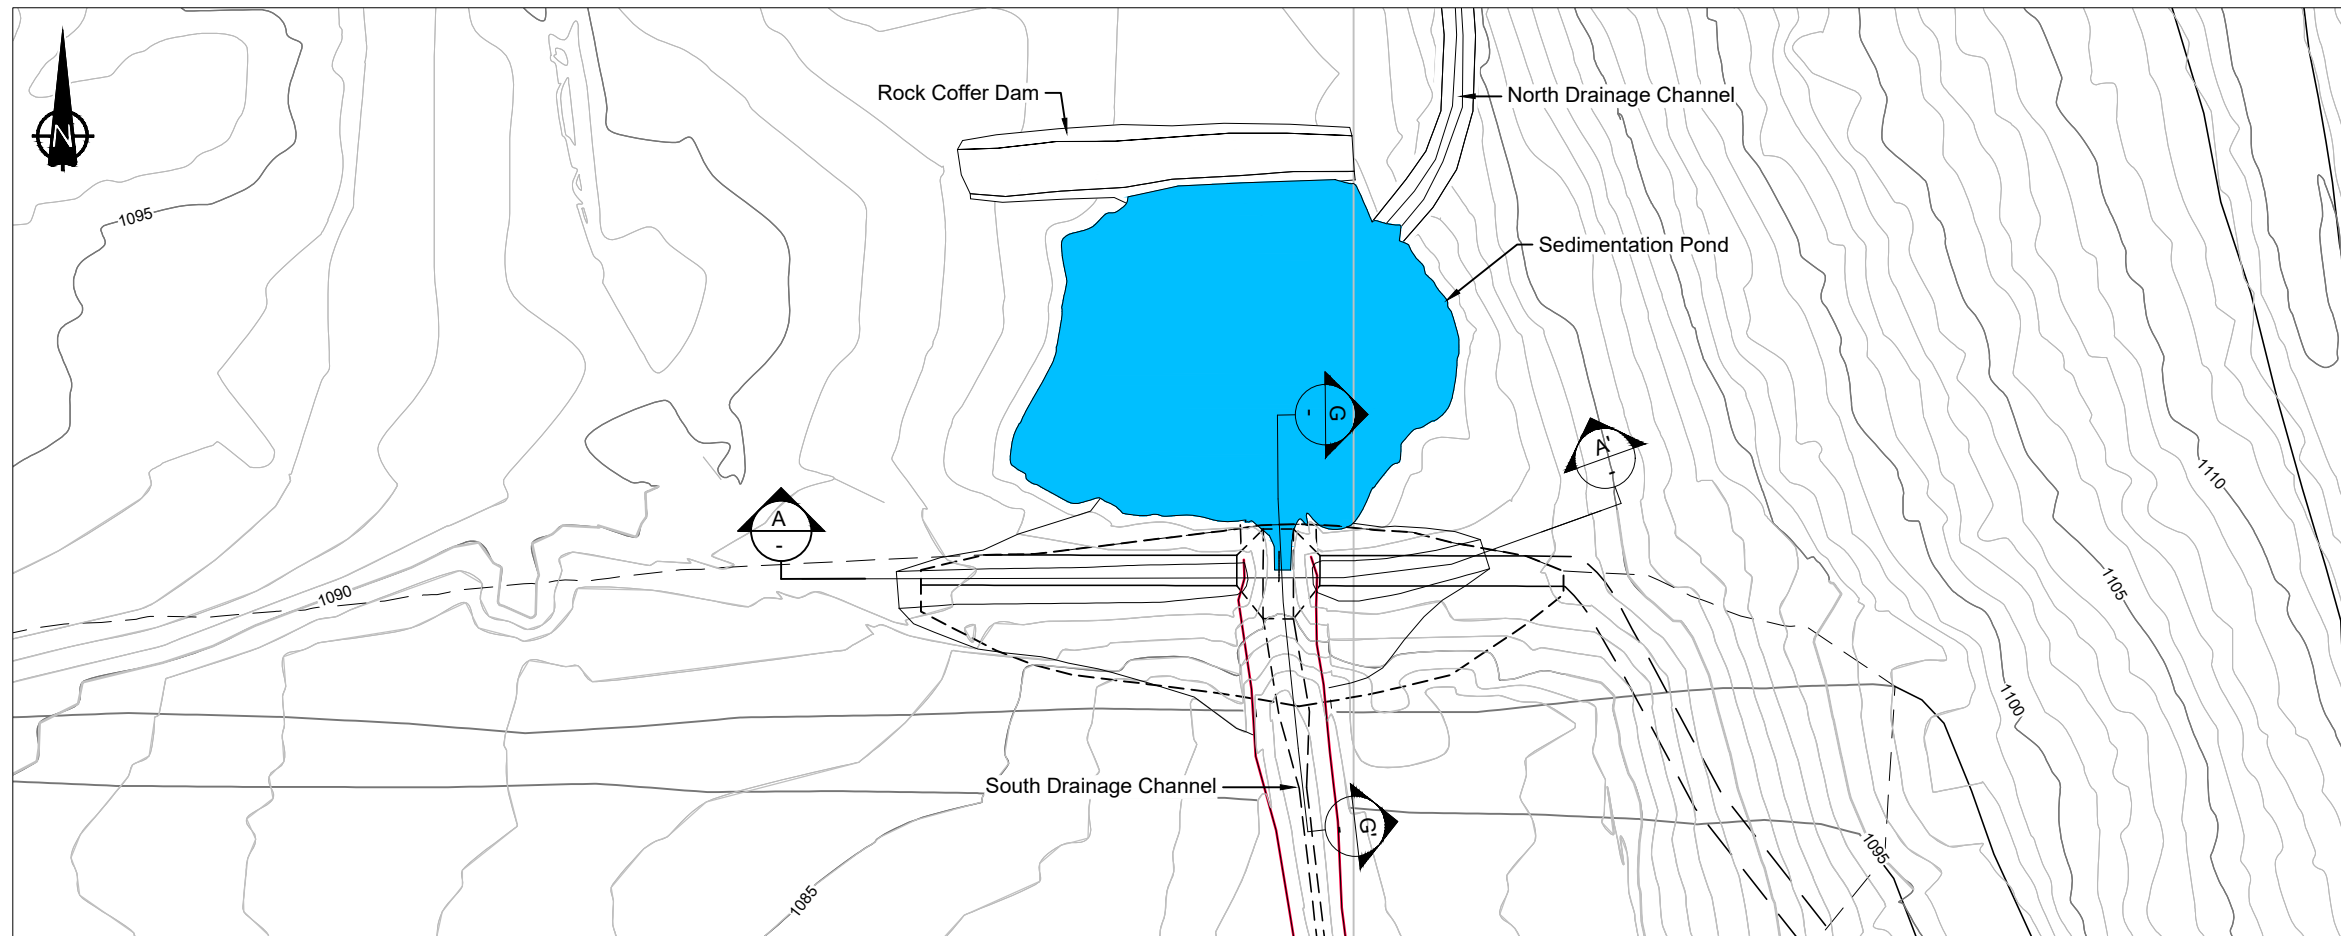 N
Rock Coffer Dam
North Drainage Channel
1095
Sedimentation Pond
G
-
A'
-
A
-
1110
1090
1105
1100
South Drainage Channel
G'
-
1095
1085